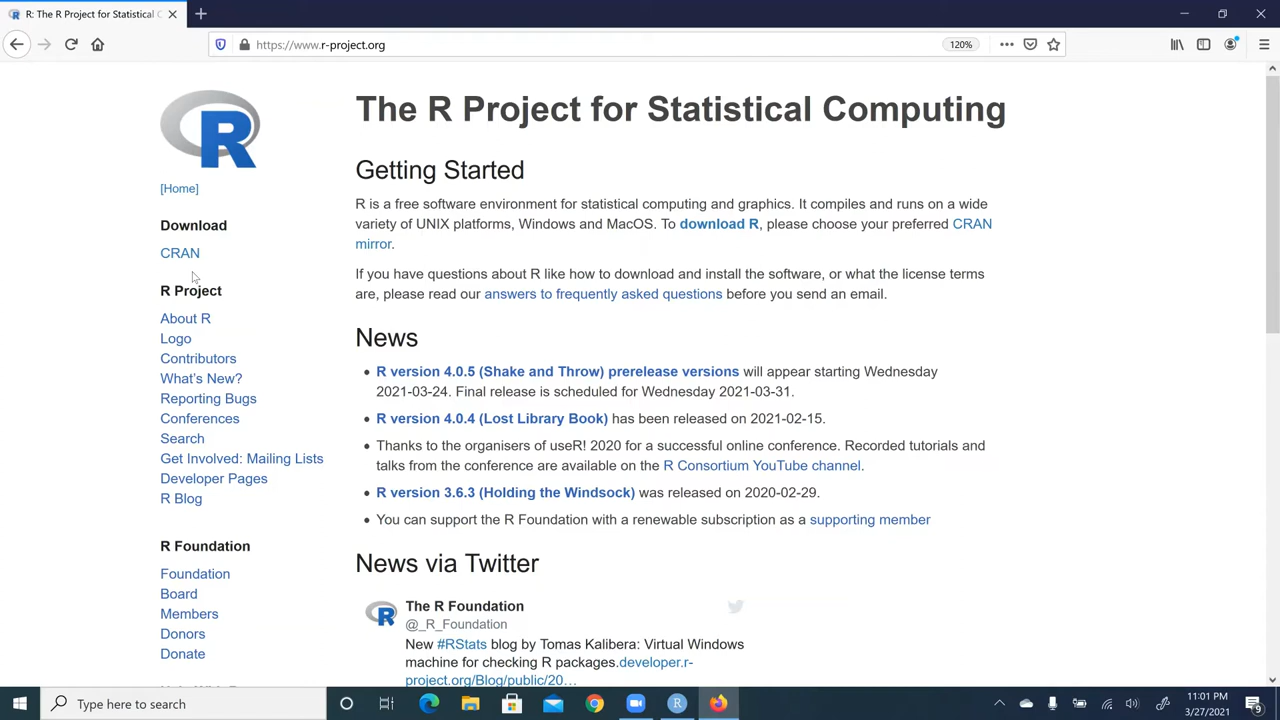 R: The R Project for Statistical C
https://www.r-project.org
120%
R
[Home]
Download
CRAN
R Project
About R
Logo
Contributors
What's New?
Reporting Bugs
Conferences
Search
Get Involved: Mailing Lists
Developer Pages
R Blog
R Foundation
Foundation
Board
Members
Donors
Donate
The R Project for Statistical Computing
Getting Started
R is a free software environment for statistical computing and graphics. It compiles and runs on a wide
variety of UNIX platforms, Windows and MacOS. To download R, please choose your preferred CRAN
mirror.
If you have questions about R like how to download and install the software, or what the license terms
are, please read our answers to frequently asked questions before you send an email.
News
• R version 4.0.5 (Shake and Throw) prerelease versions will appear starting Wednesday
2021-03-24. Final release is scheduled for Wednesday 2021-03-31.
• R version 4.0.4 (Lost Library Book) has been released on 2021-02-15.
• Thanks to the organisers of useR! 2020 for a successful online conference. Recorded tutorials and
talks from the conference are available on the R Consortium YouTube channel.
• R version 3.6.3 (Holding the Windsock) was released on 2020-02-29.
• You can support the R Foundation with a renewable subscription as a supporting member
News via Twitter
R
The R Foundation
@_R_Foundation
New #RStats blog by Tomas Kalibera: Virtual Windows
machine for checking R packages.developer.r-
project.org/Blog/public/20…
Type here to search
R
11:01 PM
3/27/2021
9